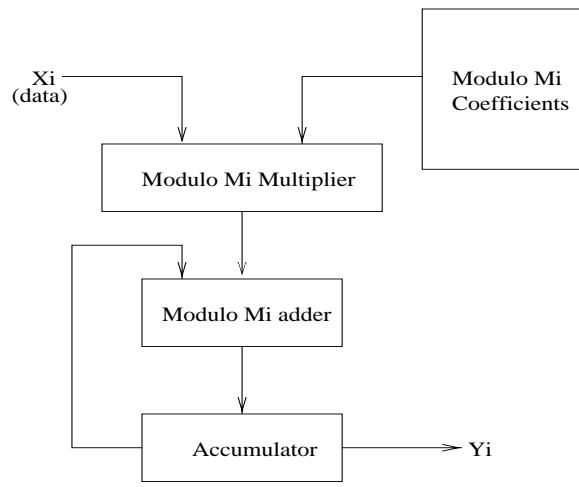 Xi
(data)
Modulo Mi
Coefficients
Modulo Mi Multiplier
Modulo Mi adder
Accumulator
Yi